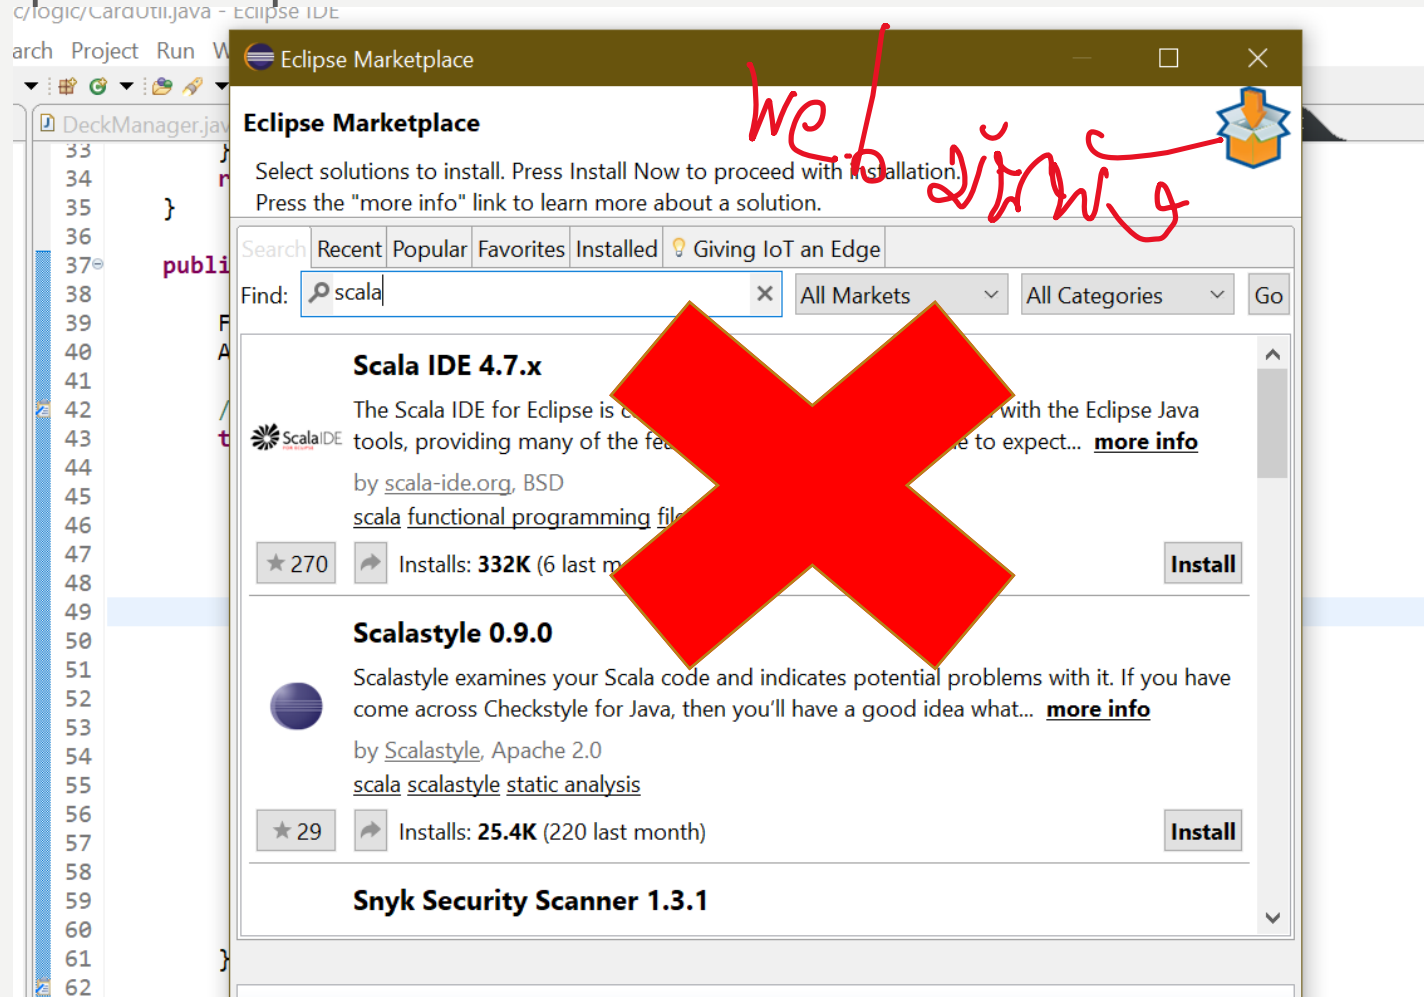 c/logic/CardUtil.java - Eclipse IDE
arch Project Run W
Eclipse Marketplace
web
DeckManager.jav
Eclipse Marketplace
Select solutions to install. Press Install Now to proceed with installation.
Press the "more info" link to learn more about a solution.
Search Recent Popular Favorites Installed Giving IoT an Edge
Find: scala All Markets All Categories Go
33 }
34 r
35 }
36
37 publi
38
39 F
40 A
41
42 /
43 t
44
45
46
47
48
49
50
51
52
53
54
55
56
57
58
59
60
61 }
62
Scala IDE 4.7.x
The Scala IDE for Eclipse is with the Eclipse Java
tools, providing many of the to expect... more info
ScalaIDE
FOR ECLIPSE
by scala-ide.org, BSD
scala functional programming
270 Installs: 332K (6 last Install
Scalastyle 0.9.0
Scalastyle examines your Scala code and indicates potential problems with it. If you have
come across Checkstyle for Java, then you'll have a good idea what... more info
by Scalastyle, Apache 2.0
scala scalastyle static analysis
29 Installs: 25.4K (220 last month) Install
Snyk Security Scanner 1.3.1